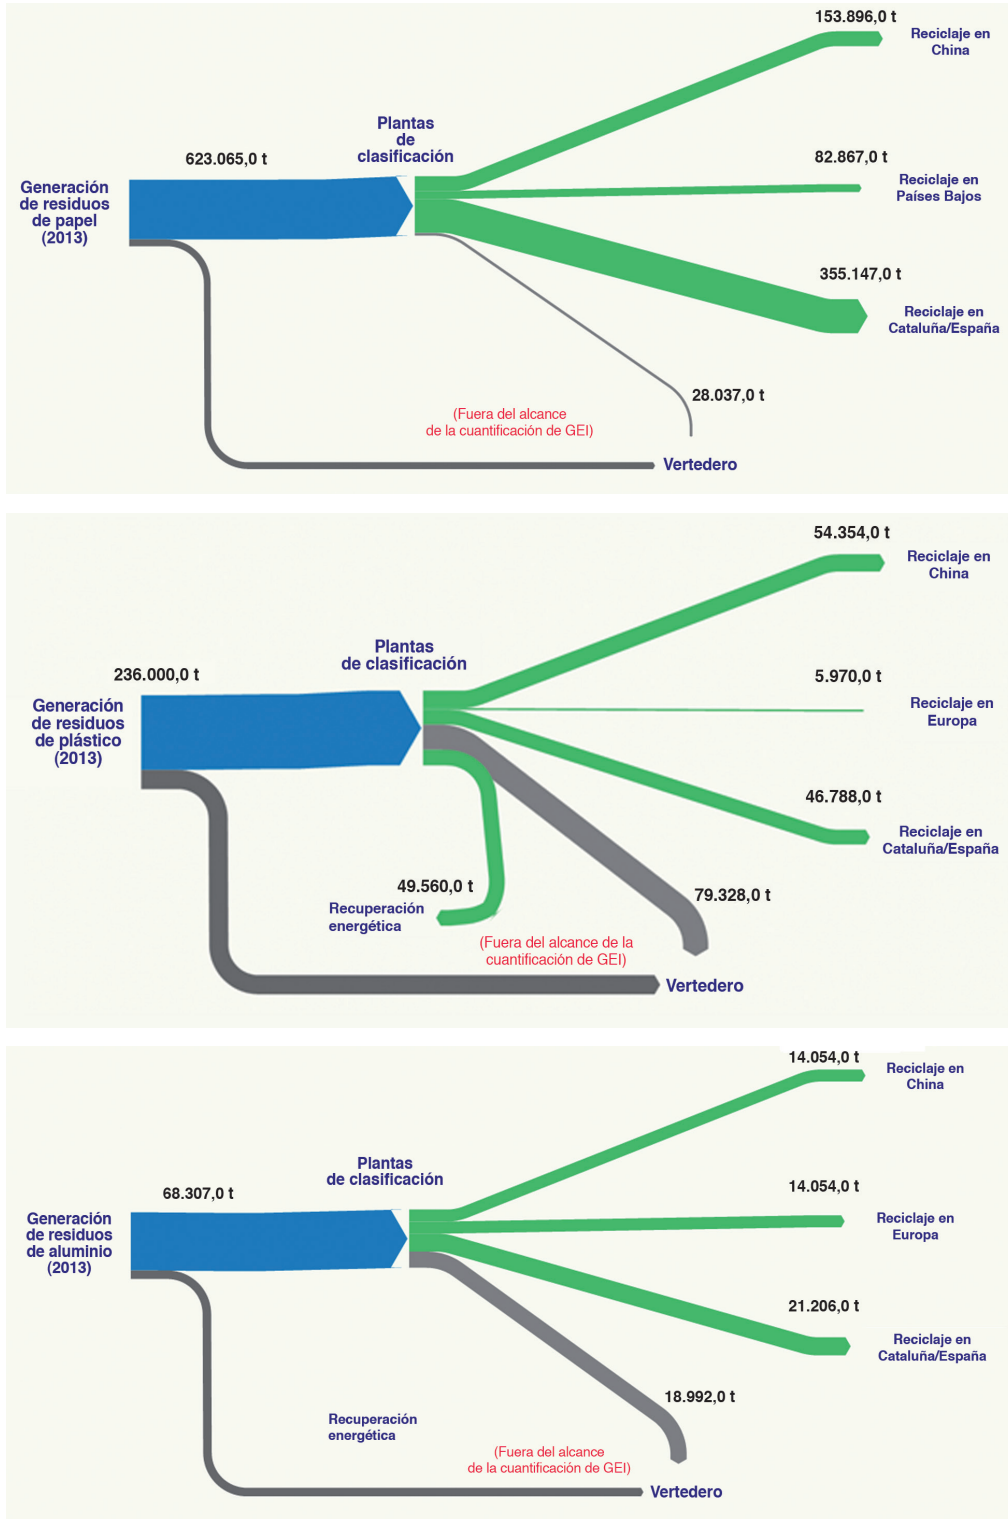 153.896,0 t
Reciclaje en
China
Plantas
de
clasificación
623.065,0 t
82.867,0 t
Reciclaje en
Países Bajos
Generación
de residuos
de papel
(2013)
355.147,0 t
Reciclaje en
Cataluña/España
28.037,0 t
(Fuera del alcance
de la cuantificación de GEI)
Vertedero
54.354,0 t
Reciclaje en
China
Plantas
de clasificación
236.000,0 t
5.970,0 t
Reciclaje en
Europa
Generación
de residuos
de plástico
(2013)
46.788,0 t
Reciclaje en
Cataluña/España
49.560,0 t
Recuperación
energética
79.328,0 t
(Fuera del alcance de la
cuantificación de GEI)
Vertedero
14.054,0 t
Reciclaje en
China
Plantas
de clasificación
68.307,0 t
14.054,0 t
Reciclaje en
Europa
Generación
de residuos
de aluminio
(2013)
21.206,0 t
Reciclaje en
Cataluña/España
18.992,0 t
Recuperación
energética
(Fuera del alcance
de la cuantificación de GEI)
Vertedero